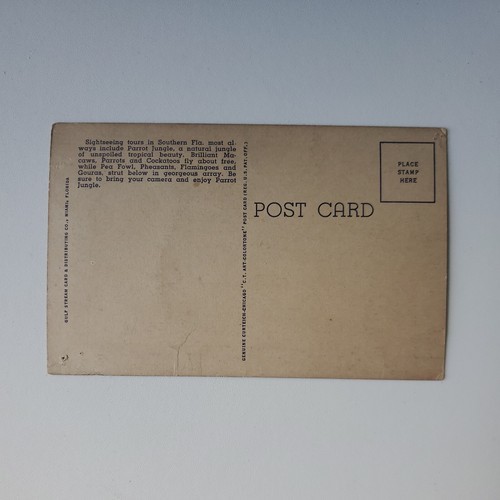 Sightseeing tours in Southern Fla. most al-
ways include Parrot Jungle, a natural jungle
of unspoiled tropical beauty. Brilliant Ma-
caws, Parrots and Cockatoos fly about free,
while Pea Fowl, Pheasants, Flamingoes and
Gouras, strut below in georgeous array. Be
sure to bring your camera and enjoy Parrot
Jungle.
GULF STREAM CARD & DISTRIBUTING CO., MIAMI, FLORIDA
GENUINE CURTEICH-CHICAGO "C.T. ART-COLORTONE" POST CARD (REG. U.S. PAT. OFF.)
POST CARD
PLACE
STAMP
HERE